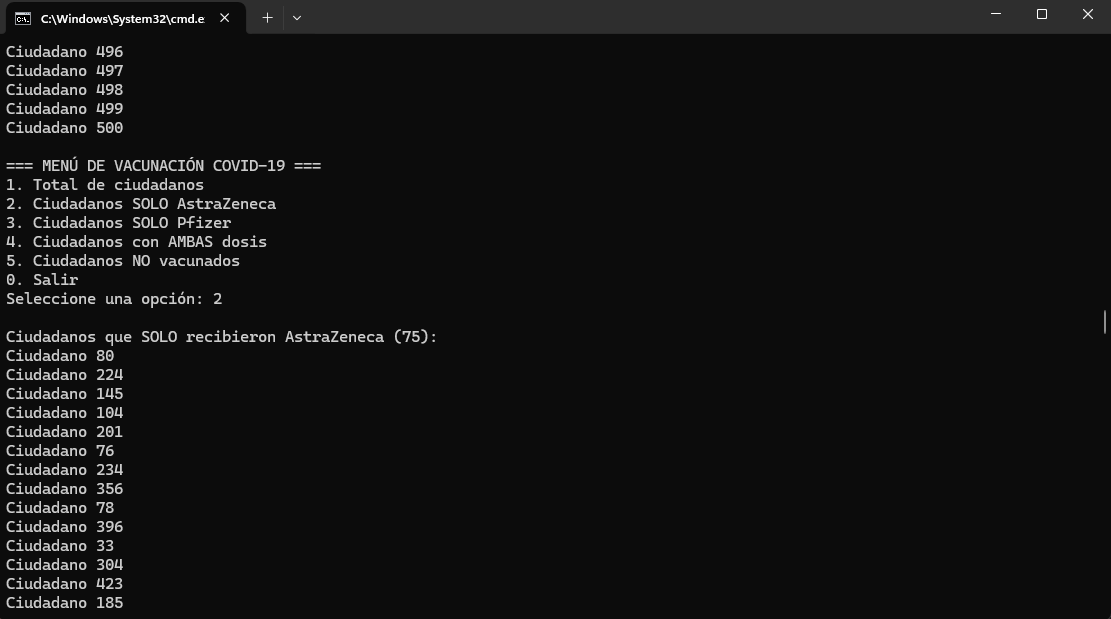 C:\Windows\System32\cmd.e
Ciudadano 496
Ciudadano 497
Ciudadano 498
Ciudadano 499
Ciudadano 500
=== MENÚ DE VACUNACIÓN COVID-19 ===
1. Total de ciudadanos
2. Ciudadanos SOLO AstraZeneca
3. Ciudadanos SOLO Pfizer
4. Ciudadanos con AMBAS dosis
5. Ciudadanos NO vacunados
0. Salir
Seleccione una opción: 2
Ciudadanos que SOLO recibieron AstraZeneca (75):
Ciudadano 80
Ciudadano 224
Ciudadano 145
Ciudadano 104
Ciudadano 201
Ciudadano 76
Ciudadano 234
Ciudadano 356
Ciudadano 78
Ciudadano 396
Ciudadano 33
Ciudadano 304
Ciudadano 423
Ciudadano 185